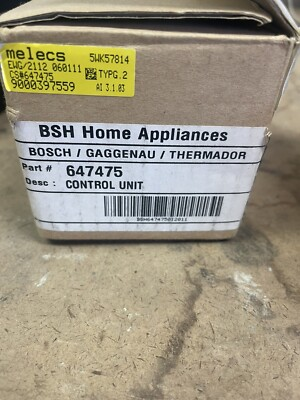 melecs 5WK57814
EWG/2112 060111
CS#647475 TYPG.2
9000397559 AI 3.1.03
BSH Home Appliances
BOSCH / GAGGENAU / THERMADOR
Part # 647475
Desc : CONTROL UNIT